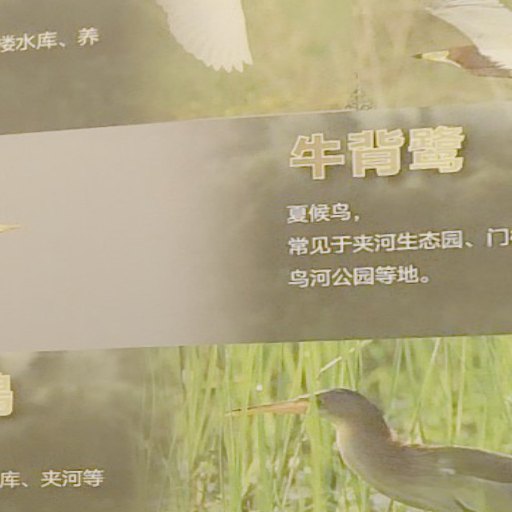 水库、养
牛背鹭
夏候鸟，
常见于夹河生态园、门
鸟河公园等地。
库、夹河等